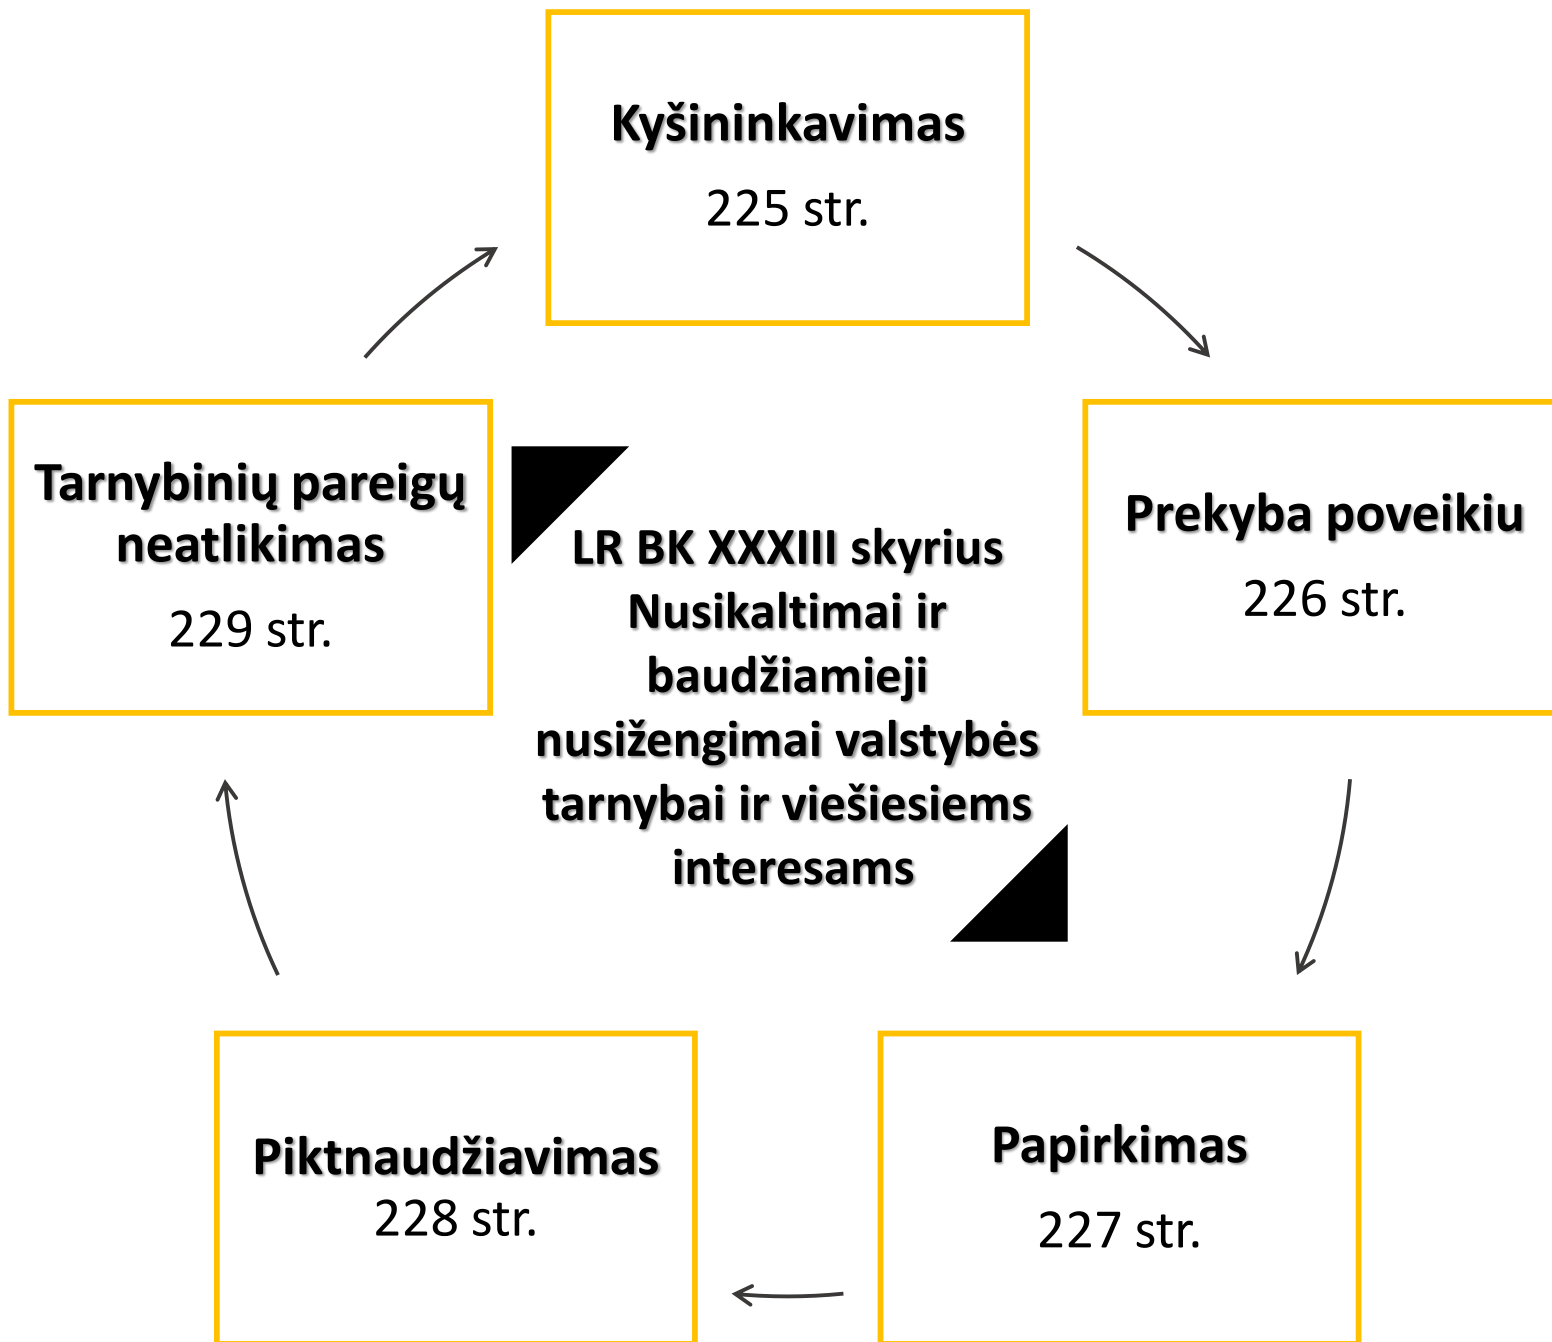 Kyšininkavimas
225 str.
Tarnybinių pareigų
neatlikimas
229 str.
LR BK XXXIII skyrius
Nusikaltimai ir
baudžiamieji
nusižengimai valstybės
tarnybai ir viešiesiems
interesams
Prekyba poveikiu
226 str.
Piktnaudžiavimas
228 str.
Papirkimas
227 str.